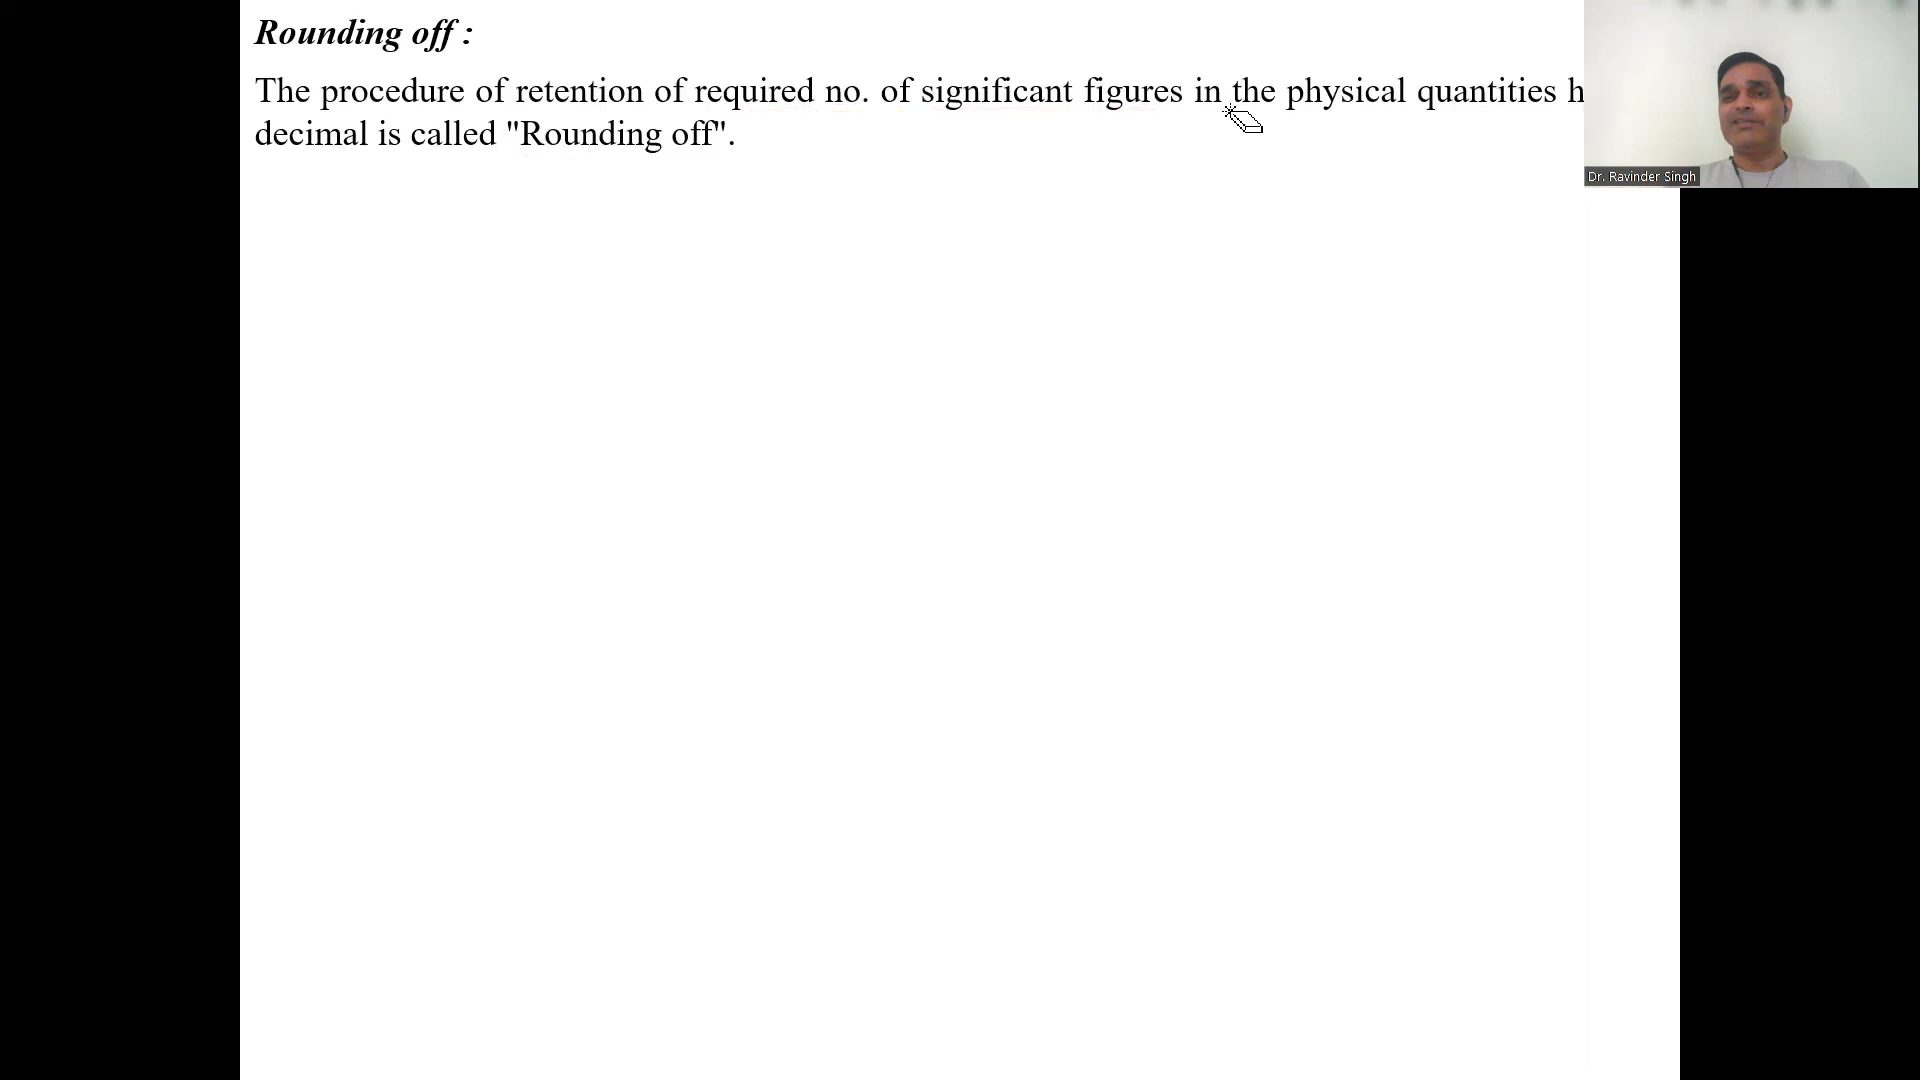 Rounding off :
The procedure of retention of required no. of significant figures in the physical quantities
decimal is called "Rounding off".
Dr. Ravinder Singh